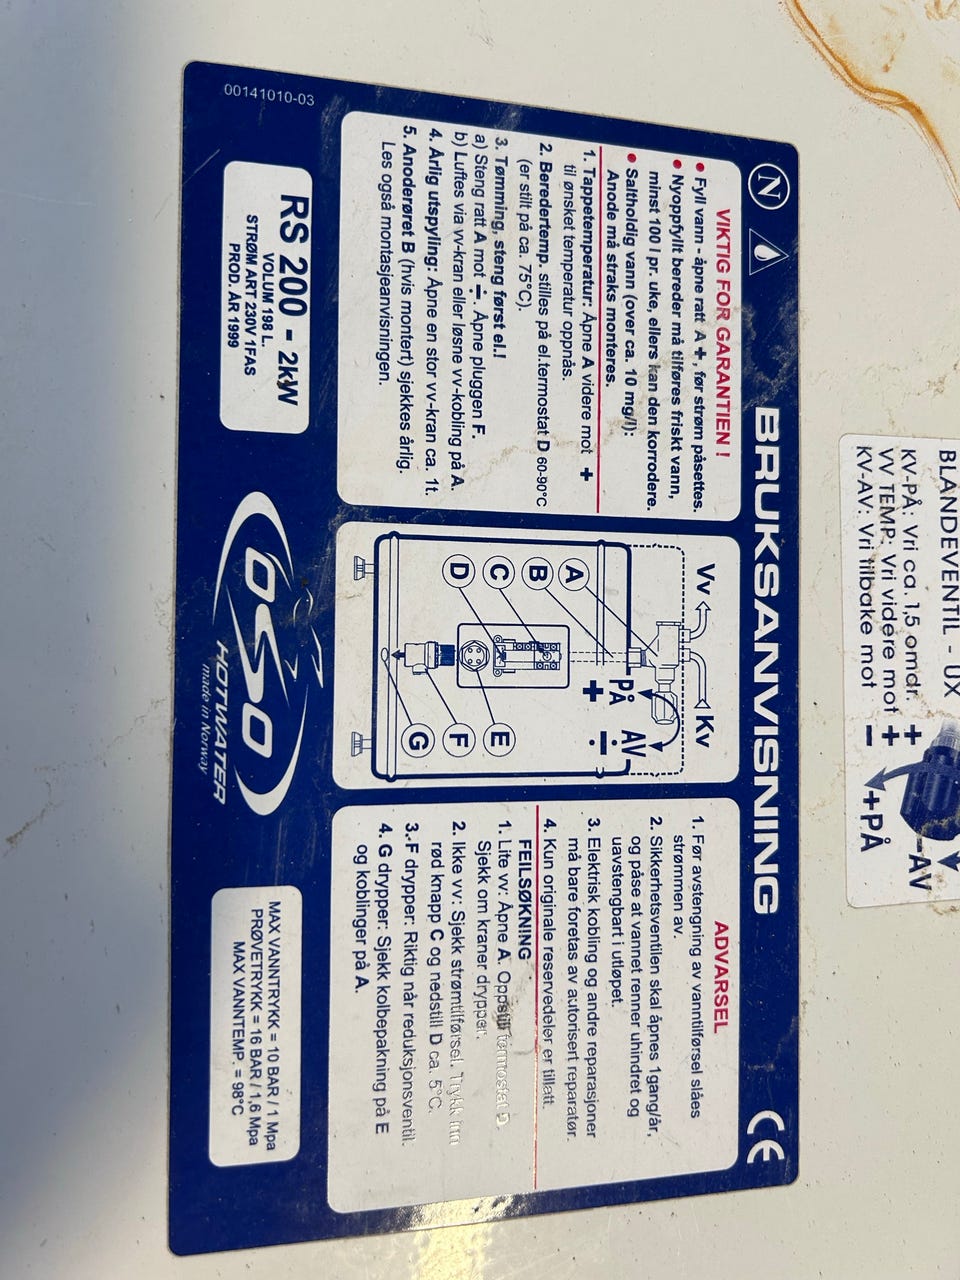 BLANDEVENTIL - UX
KV-PÅ: Vri ca. 1,5 omdr. +
VV TEMP: Vri videre mot +
KV-AV: Vri tilbake mot −
-AV
+PÅ
N
BRUKSANVISNING
CE
VIKTIG FOR GARANTIEN !
• Fyll vann - åpne ratt A +, før strøm påsettes.
• Nyoppfylt bereder må tilføres friskt vann,
minst 100 l pr. uke, ellers kan den korrodere.
• Saltholdig vann (over ca. 10 mg/l):
Anode må straks monteres.
1. Tappetemperatur: Åpne A videre mot +
til ønsket temperatur oppnås.
2. Beredertemp. stilles på el.termostat D 60-90°C
(er stilt på ca. 75°C).
3. Tømming, steng først el.!
a) Steng ratt A mot ÷. Åpne pluggen F.
b) Luftes via vv-kran eller løsne vv-kobling på A.
4. Årlig utspyling: Åpne en stor vv-kran ca. 1t.
5. Anoderøret B (hvis montert) sjekkes årlig.
Les også montasjeanvisningen.
Vv
Kv
PÅ
AV
+
÷
A
B
C
D
E
F
G
ADVARSEL
1. Før avstengning av vanntilførsel slåes
strømmen av.
2. Sikkerhetsventilen skal åpnes 1gang/år,
og påse at vannet renner uhindret og
uavstengbart i utløpet.
3. Elektrisk kobling og andre reparasjoner
må bare foretas av autorisert reparatør.
4. Kun originale reservedeler er tillatt.
FEILSØKNING
1. Lite vv: Åpne A. Oppstill termostat D
Sjekk om kraner drypper.
2. Ikke vv: Sjekk strømtilførsel. Trykk inn
rød knapp C og nedstill D ca. 5°C.
3.-F drypper: Riktig når reduksjonsventil.
4. G drypper: Sjekk kolbepakning på E
og koblinger på A.
00141010-03
RS 200 - 2kW
VOLUM 198 L.
STRØM ART 230V 1FAS
PROD. ÅR 1999
OSO
HOTWATER
made in Norway
MAX VANNTRYKK = 10 BAR / 1 Mpa
PRØVETRYKK = 16 BAR / 1,6 Mpa
MAX VANNTEMP. = 98°C